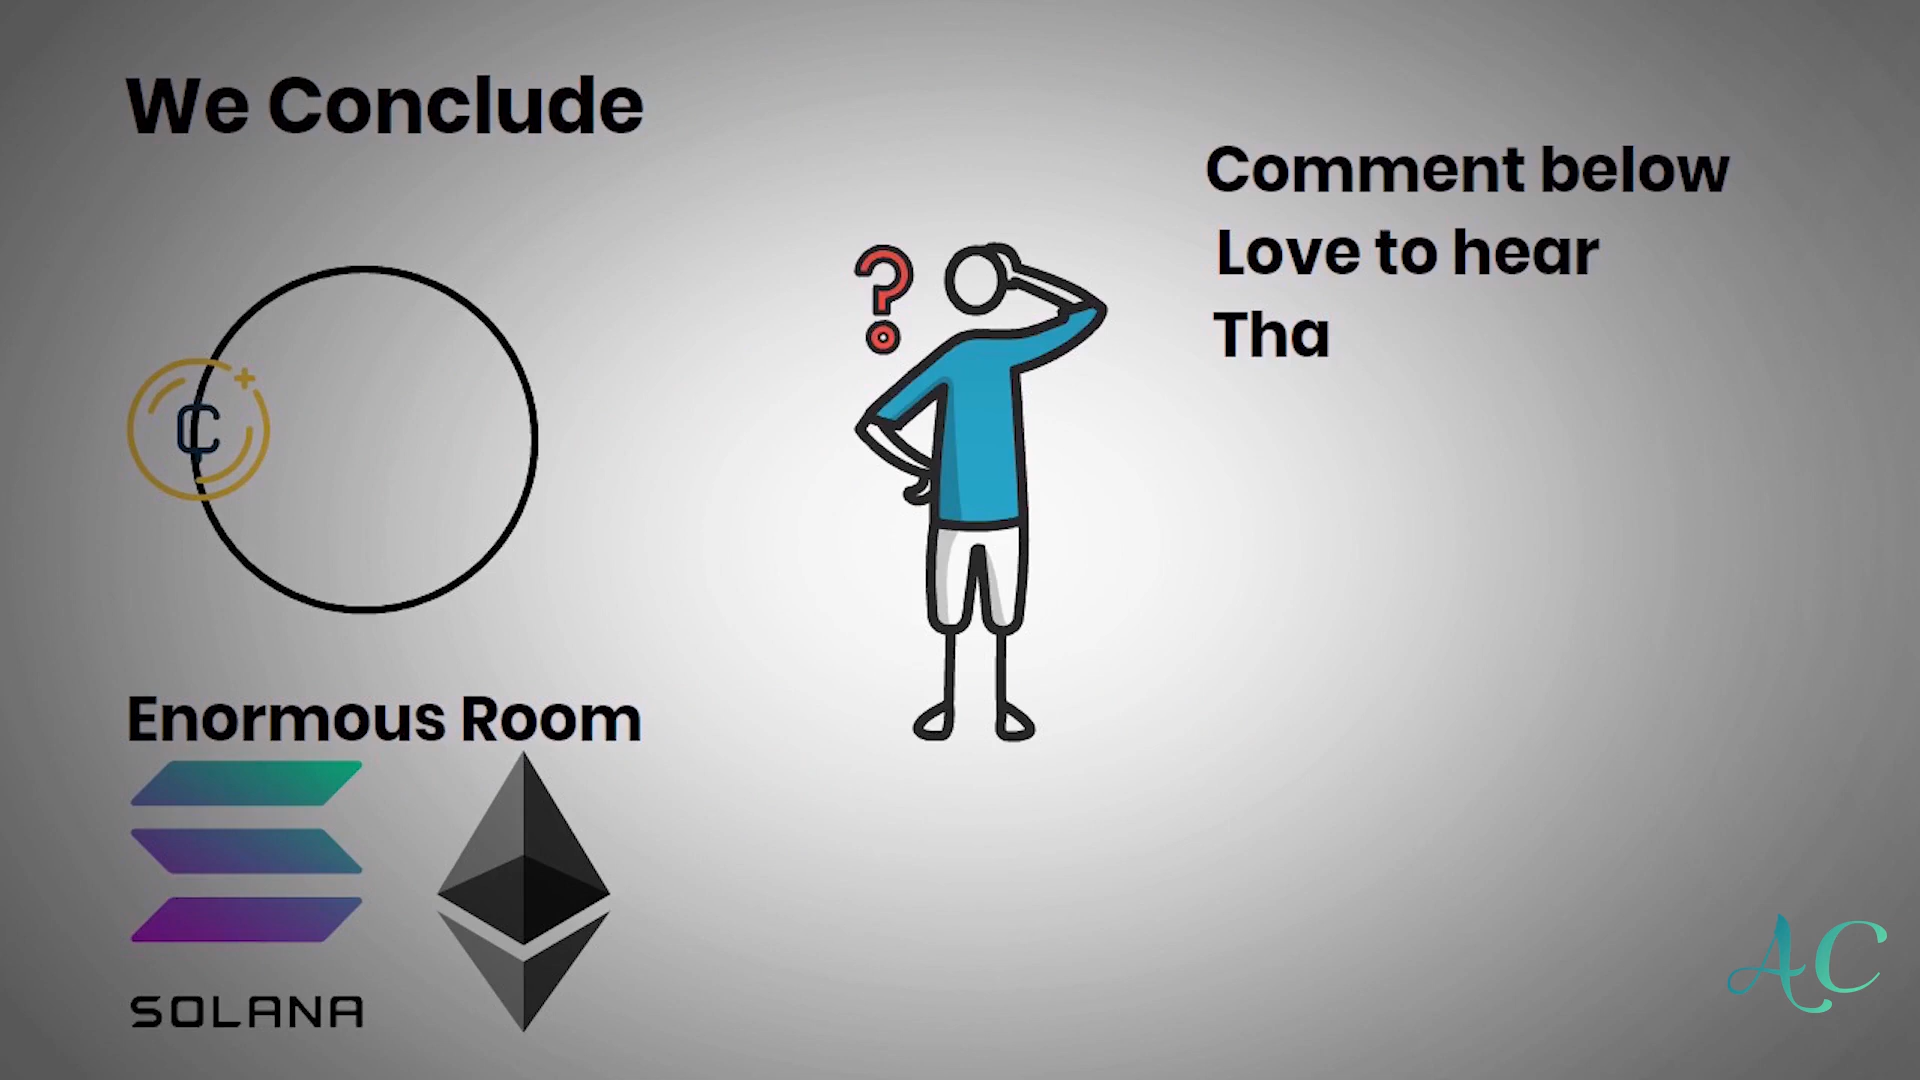 We Conclude
Comment below
Love to hear
Tha
C
Enormous Room
SOLANA
AC